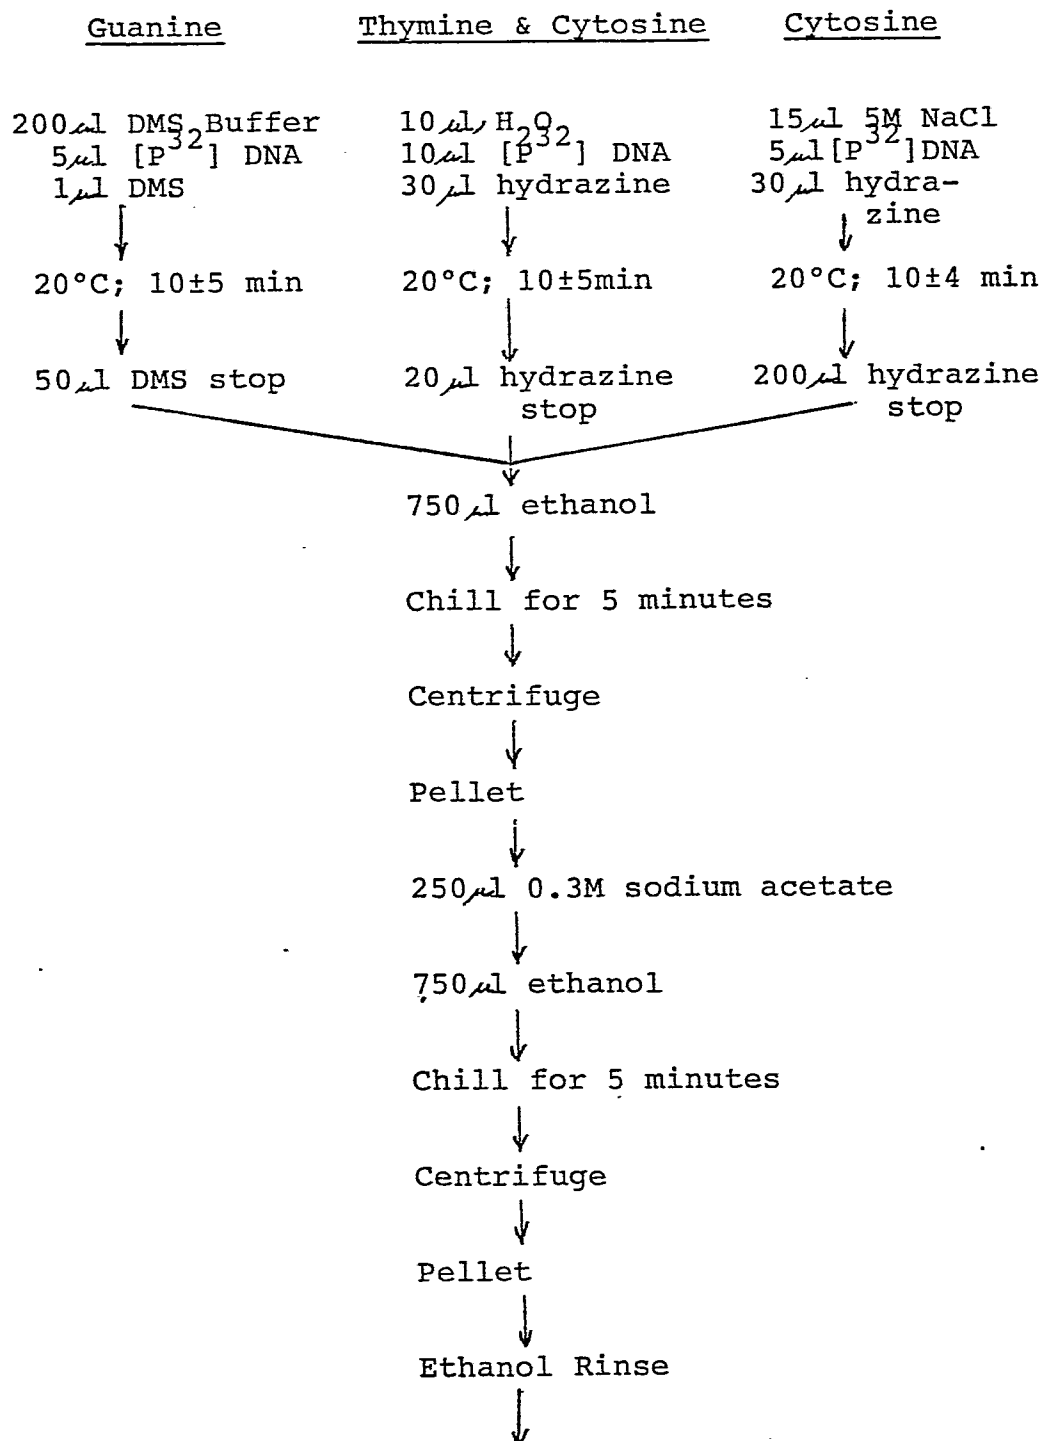 Guanine Thymine & Cytosine Cytosine
200µl DMS Buffer 10µl, H₂O 15µl 5M NaCl
5µl [P³²] DNA 10µl [P³²] DNA 5µl[P³²]DNA
1µl DMS 30µl hydrazine 30µl hydra-
zine
20°C; 10±5 min 20°C; 10±5min 20°C; 10±4 min
50µl DMS stop 20µl hydrazine 200µl hydrazine
stop stop
750µl ethanol
Chill for 5 minutes
Centrifuge
Pellet
250µl 0.3M sodium acetate
750µl ethanol
Chill for 5 minutes
Centrifuge
Pellet
Ethanol Rinse